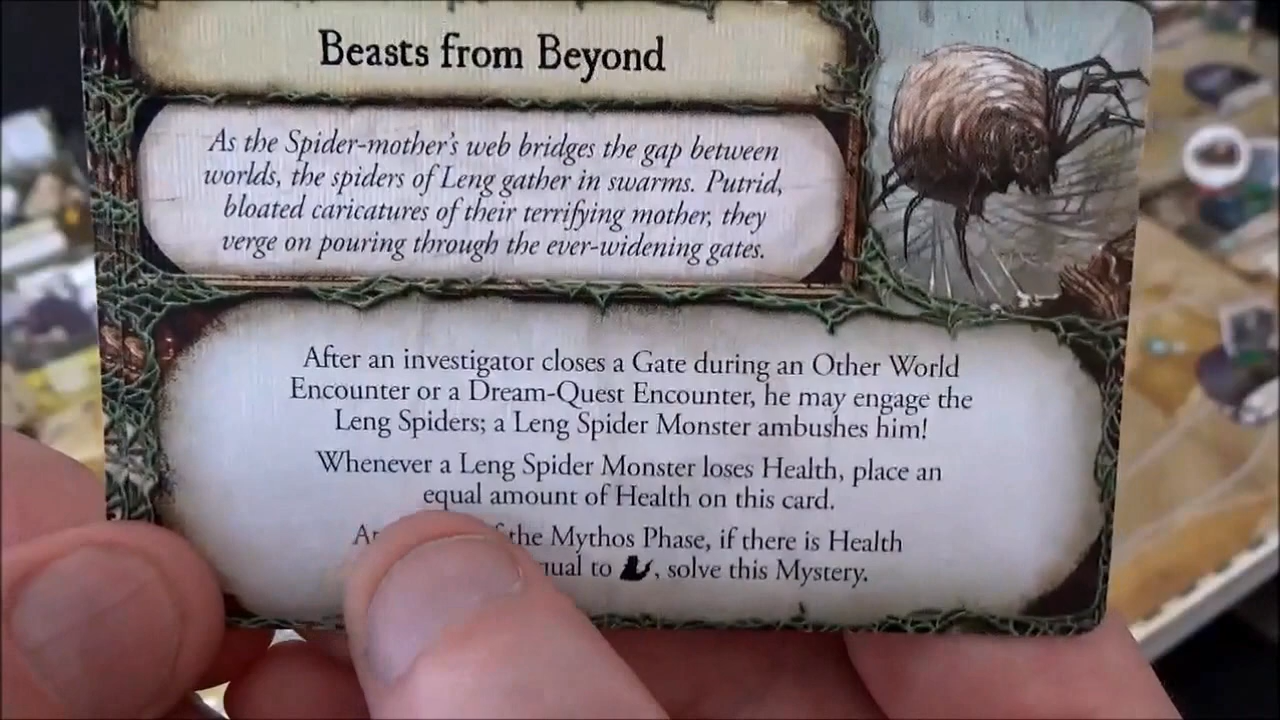 Beasts from Beyond
As the Spider-mother's web bridges the gap between
worlds, the spiders of Leng gather in swarms. Putrid,
bloated caricatures of their terrifying mother, they
verge on pouring through the ever-widening gates.
After an investigator closes a Gate during an Other World
Encounter or a Dream-Quest Encounter, he may engage the
Leng Spiders; a Leng Spider Monster ambushes him!
Whenever a Leng Spider Monster loses Health, place an
equal amount of Health on this card.
the Mythos Phase, if there is Health
to , solve this Mystery.